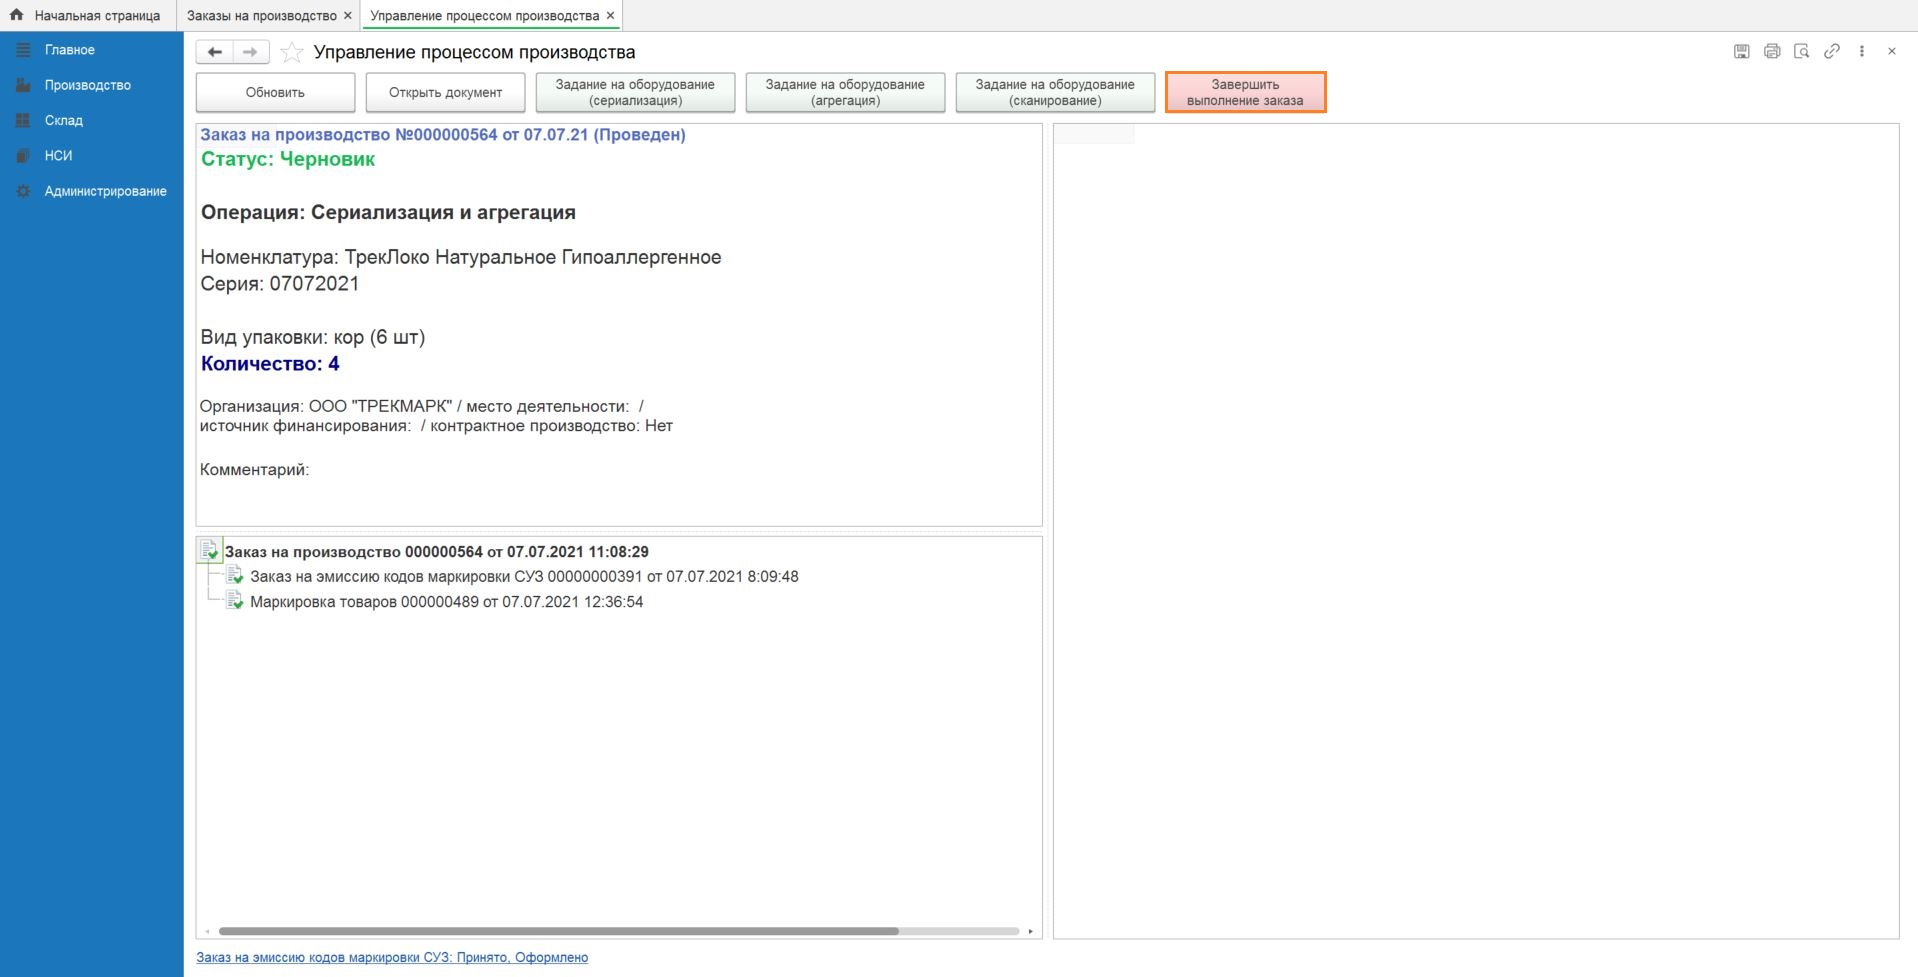 Начальная страница
Заказы на производство ×
Управление процессом производства ×
Главное
Производство
Склад
НСИ
Администрирование
Управление процессом производства
Обновить
Открыть документ
Задание на оборудование
(сериализация)
Задание на оборудование
(агрегация)
Задание на оборудование
(сканирование)
Завершить
выполнение заказа
Заказ на производство №000000564 от 07.07.21 (Проведен)
Статус: Черновик
Операция: Сериализация и агрегация
Номенклатура: ТрекЛоко Натуральное Гипоаллергенное
Серия: 07072021
Вид упаковки: кор (6 шт)
Количество: 4
Организация: ООО "ТРЕКМАРК" / место деятельности:  /
источник финансирования:  / контрактное производство: Нет
Комментарий:
Заказ на производство 000000564 от 07.07.2021 11:08:29
Заказ на эмиссию кодов маркировки СУЗ 00000000391 от 07.07.2021 8:09:48
Маркировка товаров 000000489 от 07.07.2021 12:36:54
Заказ на эмиссию кодов маркировки СУЗ: Принято, Оформлено